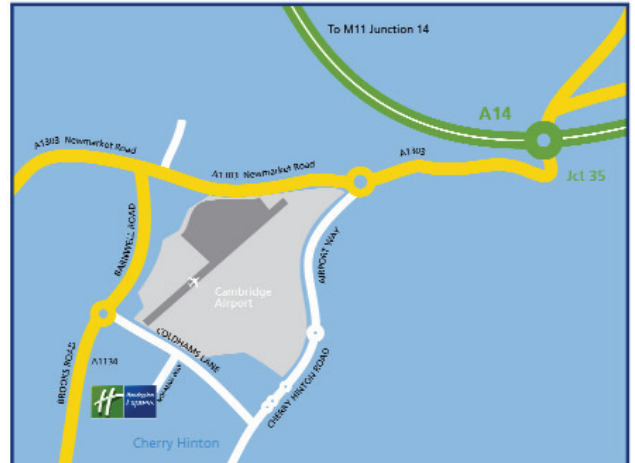 To M11 Junction 14
A14
A1303 Newmarket Road
A1303 Newmarket Road
A1303
Jct 35
BARNWELL ROAD
AIRPORT WAY
Cambridge
Airport
COLDHAMS LANE
BROOKS ROAD
A1134
CHERRY HINTON ROAD
H
Express
Cherry Hinton